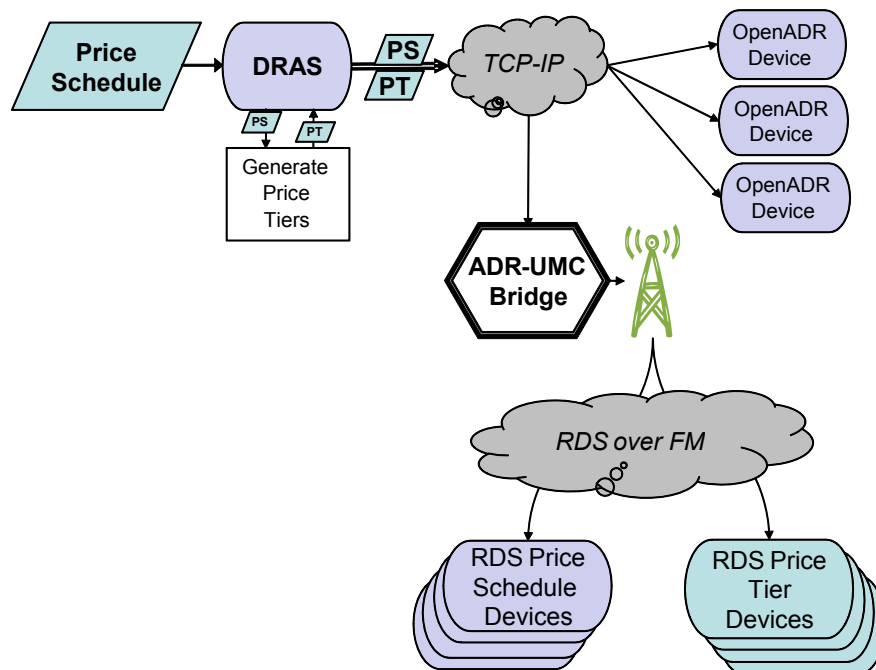 Price
Schedule
DRAS
PS
PT
TCP-IP
OpenADR
Device
OpenADR
Device
OpenADR
Device
PS
PT
Generate
Price
Tiers
ADR-UMC
Bridge
RDS over FM
RDS Price
Schedule
Devices
RDS Price
Tier
Devices